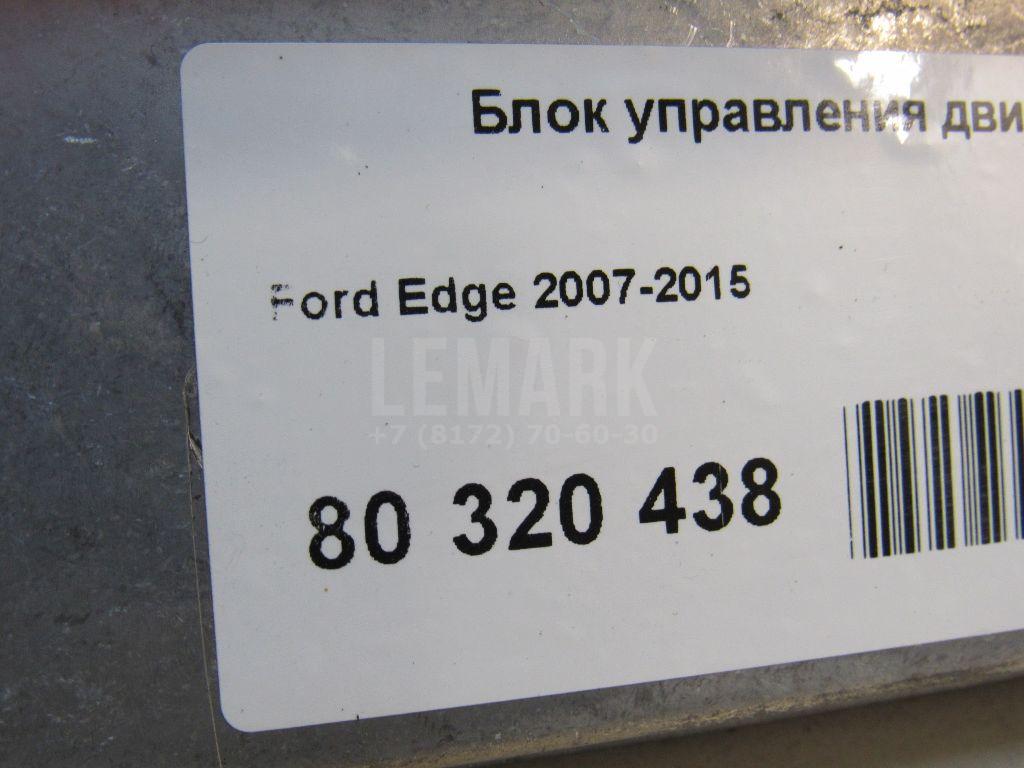 Блок управления дви
Ford Edge 2007-2015
LEMARK
+7 (8172) 70-60-30
80 320 438